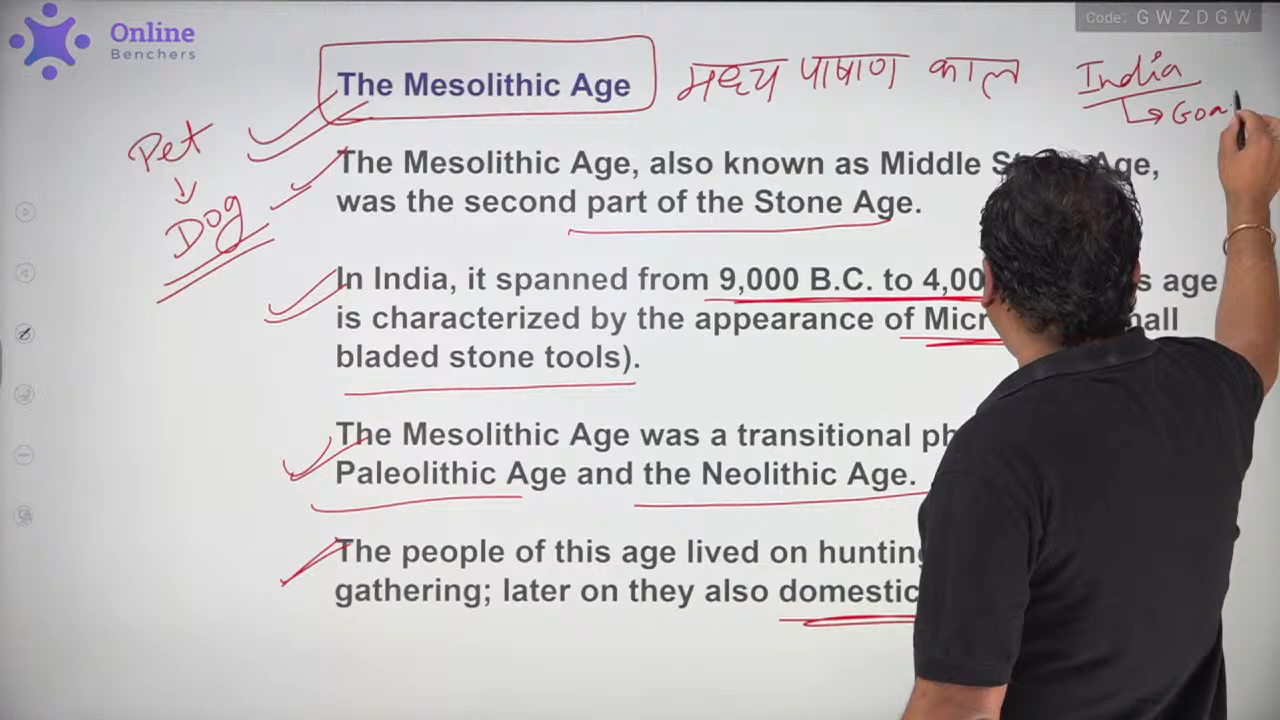 Code: G W Z D G W
Online
Benchers
The Mesolithic Age
मध्य पाषाण काल
India
Goa
Pet
Dog
The Mesolithic Age, also known as Middle
was the second part of the Stone Age.
In India, it spanned from 9,000 B.C. to 4,00 age
is characterized by the appearance of Micr
bladed stone tools).
The Mesolithic Age was a transitional
Paleolithic Age and the Neolithic Age.
The people of this age lived on hunting
gathering; later on they also domestic